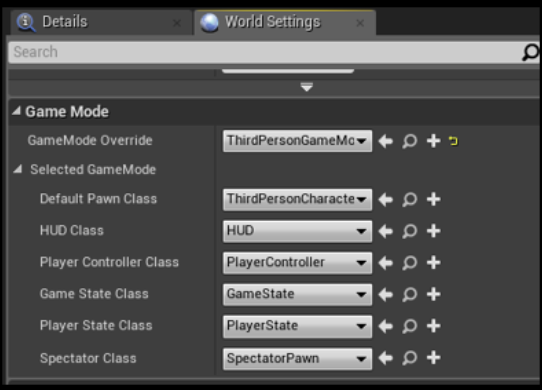 Details
World Settings
Search
Game Mode
GameMode Override ThirdPersonGameMo
Selected GameMode
Default Pawn Class ThirdPersonCharacte
HUD Class HUD
Player Controller Class PlayerController
Game State Class GameState
Player State Class PlayerState
Spectator Class SpectatorPawn